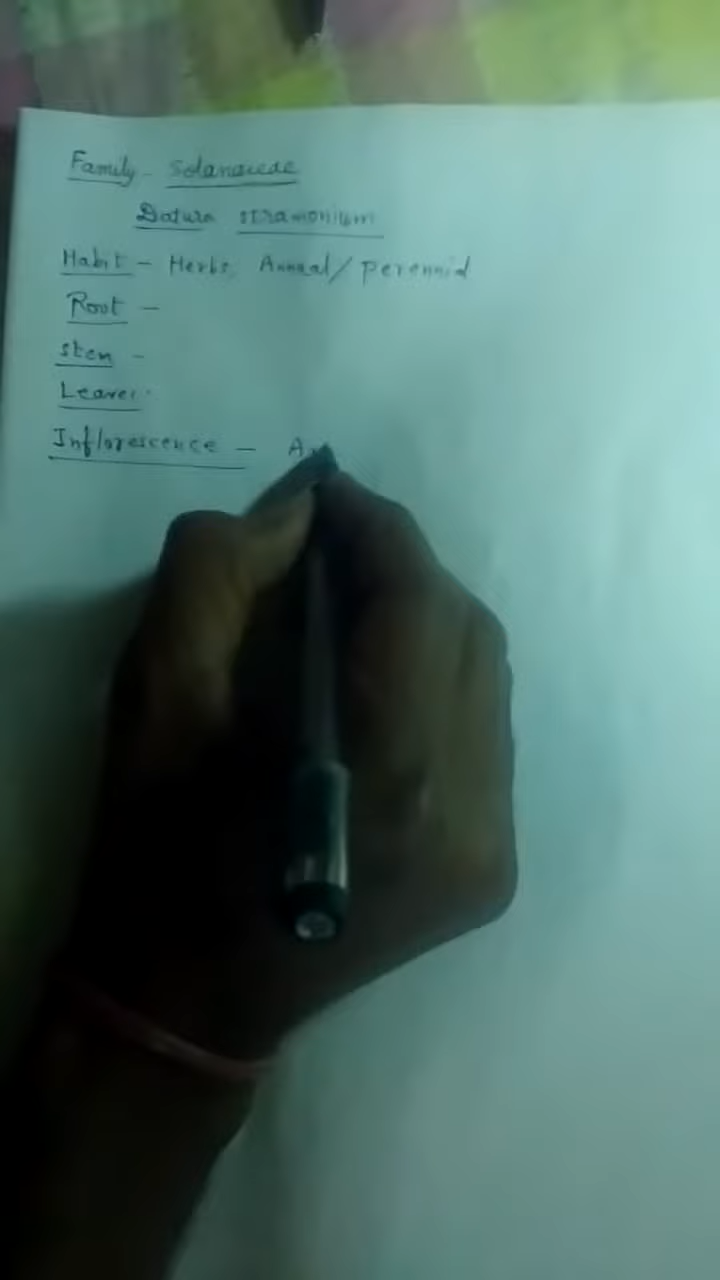 Family - Solanaceae
Datura stramonium
Habit - Herbs, Annual/perennial
Root -
Stem -
Leaves -
Inflorescence - A